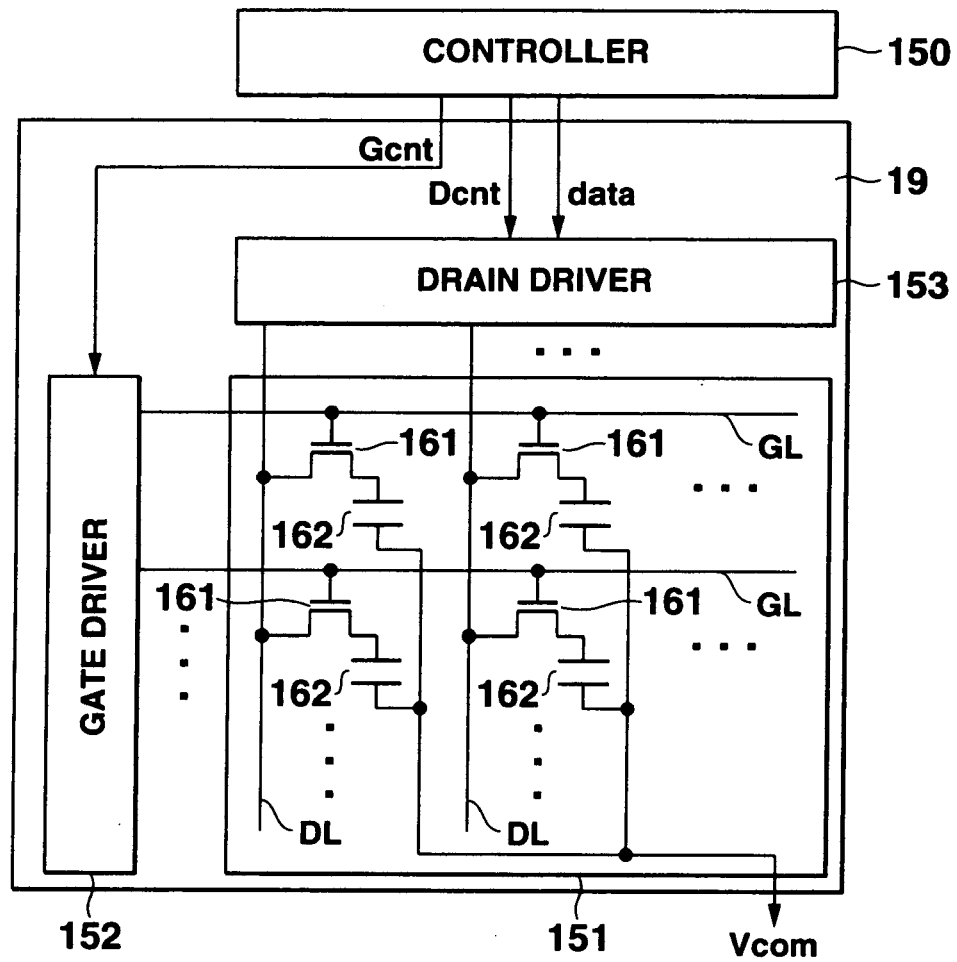 CONTROLLER
150
Gcnt
19
Dcnt
data
DRAIN DRIVER
153
GATE DRIVER
161
161
GL
162
162
161
161
GL
162
162
DL
DL
152
151
Vcom